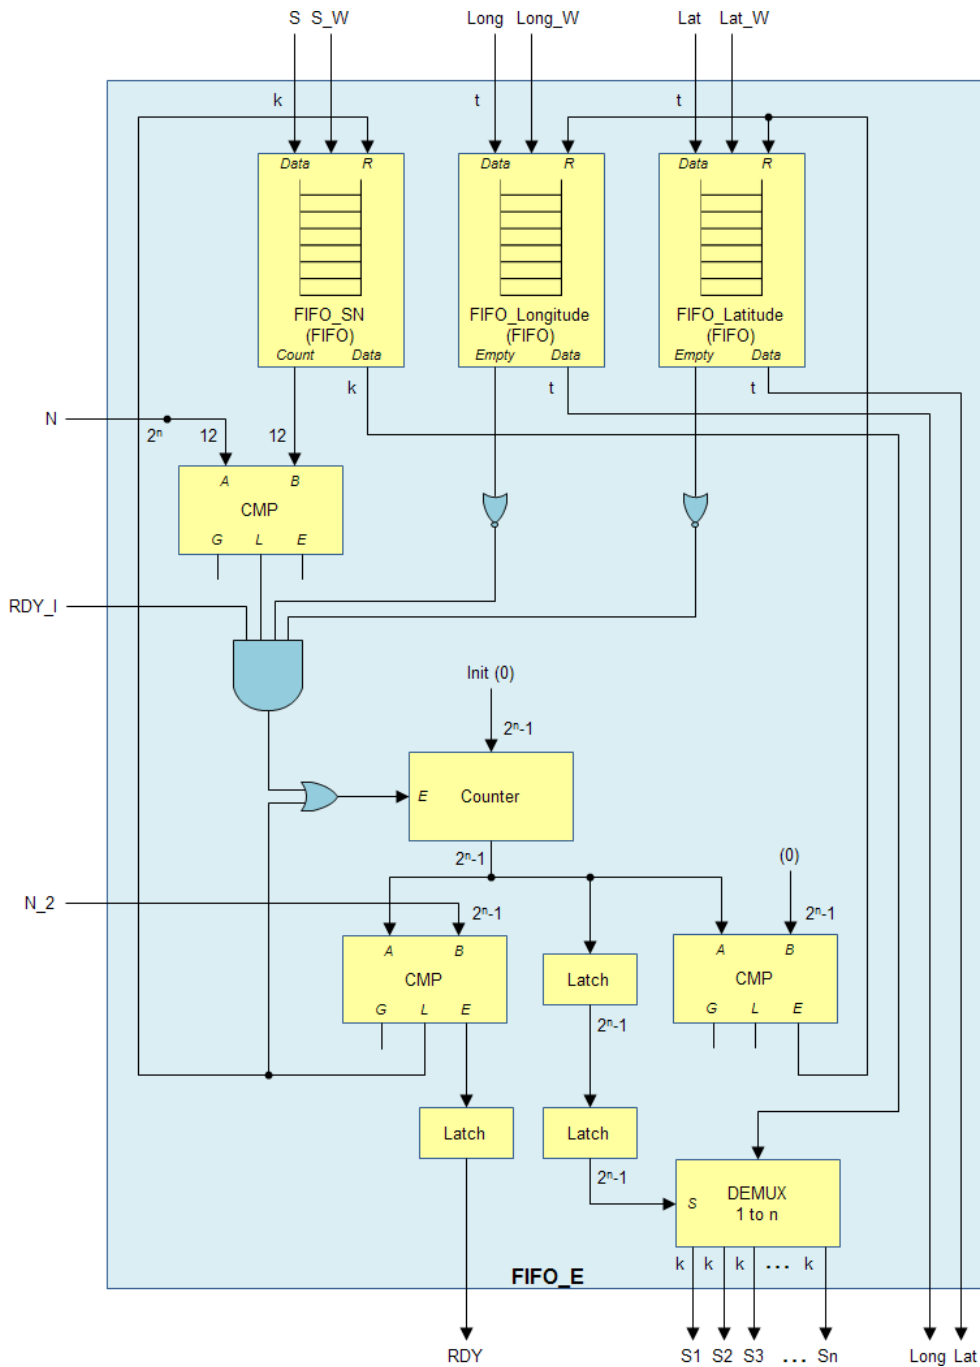 S S_W Long Long_W Lat Lat_W
k t t
Data R Data R Data R
FIFO_SN
(FIFO)
FIFO_Longitude
(FIFO)
FIFO_Latitude
(FIFO)
Count Data Empty Data Empty Data
k t t
N
2ⁿ 12 12
A B
CMP
G L E
RDY_I
Init (0)
2ⁿ-1
E Counter
2ⁿ-1 (0)
N_2
2ⁿ-1 2ⁿ-1
A B
CMP
G L E
Latch
A B
CMP
G L E
2ⁿ-1
Latch Latch
2ⁿ-1
S DEMUX
1 to n
k k k ... k
FIFO_E
RDY S1 S2 S3 ... Sn Long Lat